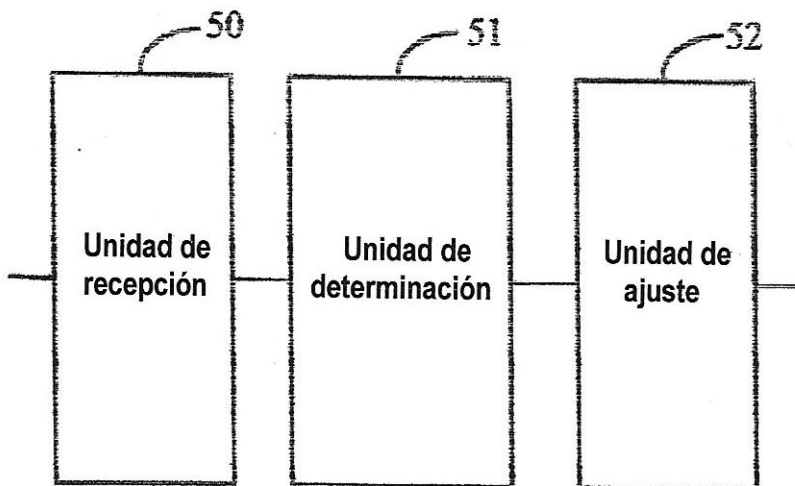 50
51
52
Unidad de
recepción
Unidad de
determinación
Unidad de
ajuste